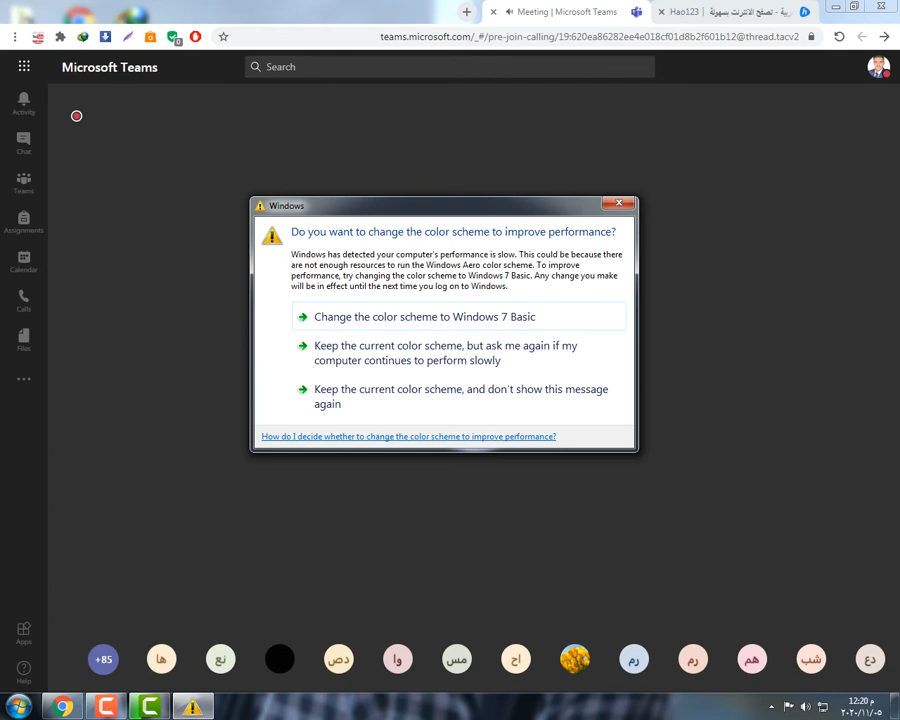 Meeting | Microsoft Teams
Hao123 | رية - تصفح الانترنت بسهولة
teams.microsoft.com/_#/pre-join-calling/19:620ea86282ee4e018cf01d8b2f601b12@thread.tacv2
Microsoft Teams
Search
Activity
Chat
Teams
Assignments
Calendar
Calls
Files
Windows
Do you want to change the color scheme to improve performance?
Windows has detected your computer's performance is slow. This could be because there
are not enough resources to run the Windows Aero color scheme. To improve
performance, try changing the color scheme to Windows 7 Basic. Any change you make
will be in effect until the next time you log on to Windows.
Change the color scheme to Windows 7 Basic
Keep the current color scheme, but ask me again if my
computer continues to perform slowly
Keep the current color scheme, and don't show this message
again
How do I decide whether to change the color scheme to improve performance?
Apps
Help
+85
ها
نع
دص
وا
مس
اح
رم
رم
هم
شب
دع
12:20 م
٢٠٢٠/١١/٠٥